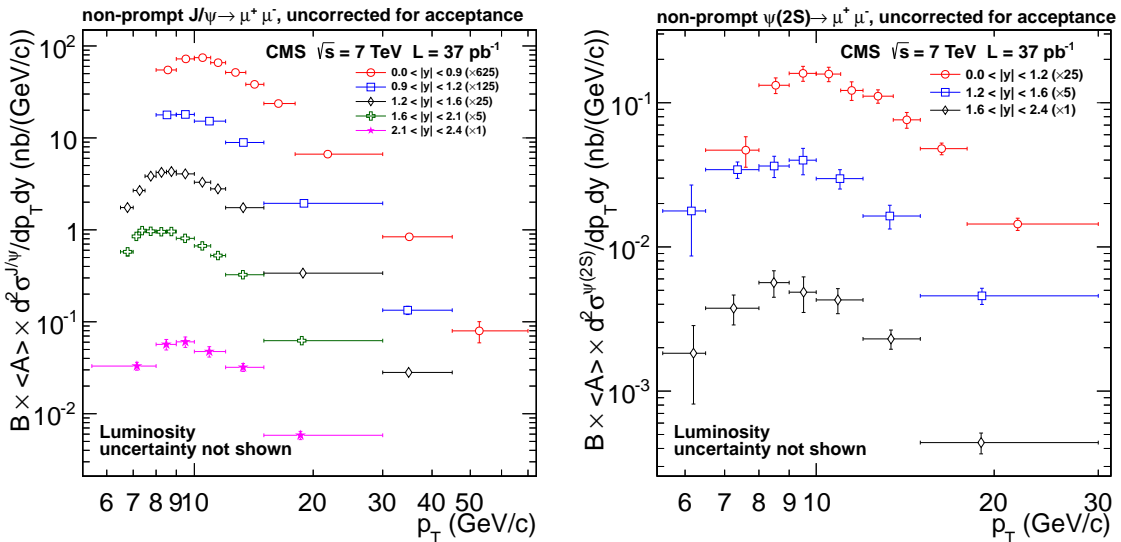 non-prompt J/ψ→ μ⁺ μ⁻, uncorrected for acceptance
CMS √s = 7 TeV L = 37 pb⁻¹
0.0 < |y| < 0.9 (×625)
0.9 < |y| < 1.2 (×125)
1.2 < |y| < 1.6 (×25)
1.6 < |y| < 2.1 (×5)
2.1 < |y| < 2.4 (×1)
B × <A> × d² σ^{J/ψ}/dp_T dy (nb/(GeV/c))
10²
10
1
10⁻¹
10⁻²
Luminosity
uncertainty not shown
6 7 8 9 10 20 30 40 50
p_T (GeV/c)
non-prompt ψ(2S)→ μ⁺ μ⁻, uncorrected for acceptance
CMS √s = 7 TeV L = 37 pb⁻¹
0.0 < |y| < 1.2 (×25)
1.2 < |y| < 1.6 (×5)
1.6 < |y| < 2.4 (×1)
B × <A> × d² σ^{ψ(2S)}/dp_T dy (nb/(GeV/c))
10⁻¹
10⁻²
10⁻³
Luminosity
uncertainty not shown
6 7 8 9 10 20 30
p_T (GeV/c)